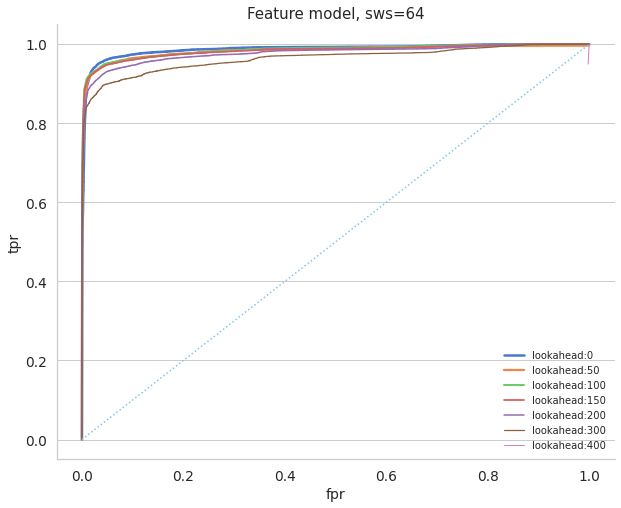 Feature model, sws=64
1.0
0.8
0.6
0.4
0.2
0.0
tpr
lookahead:0
lookahead:50
lookahead:100
lookahead:150
lookahead:200
lookahead:300
lookahead:400
0.0 0.2 0.4 0.6 0.8 1.0
fpr